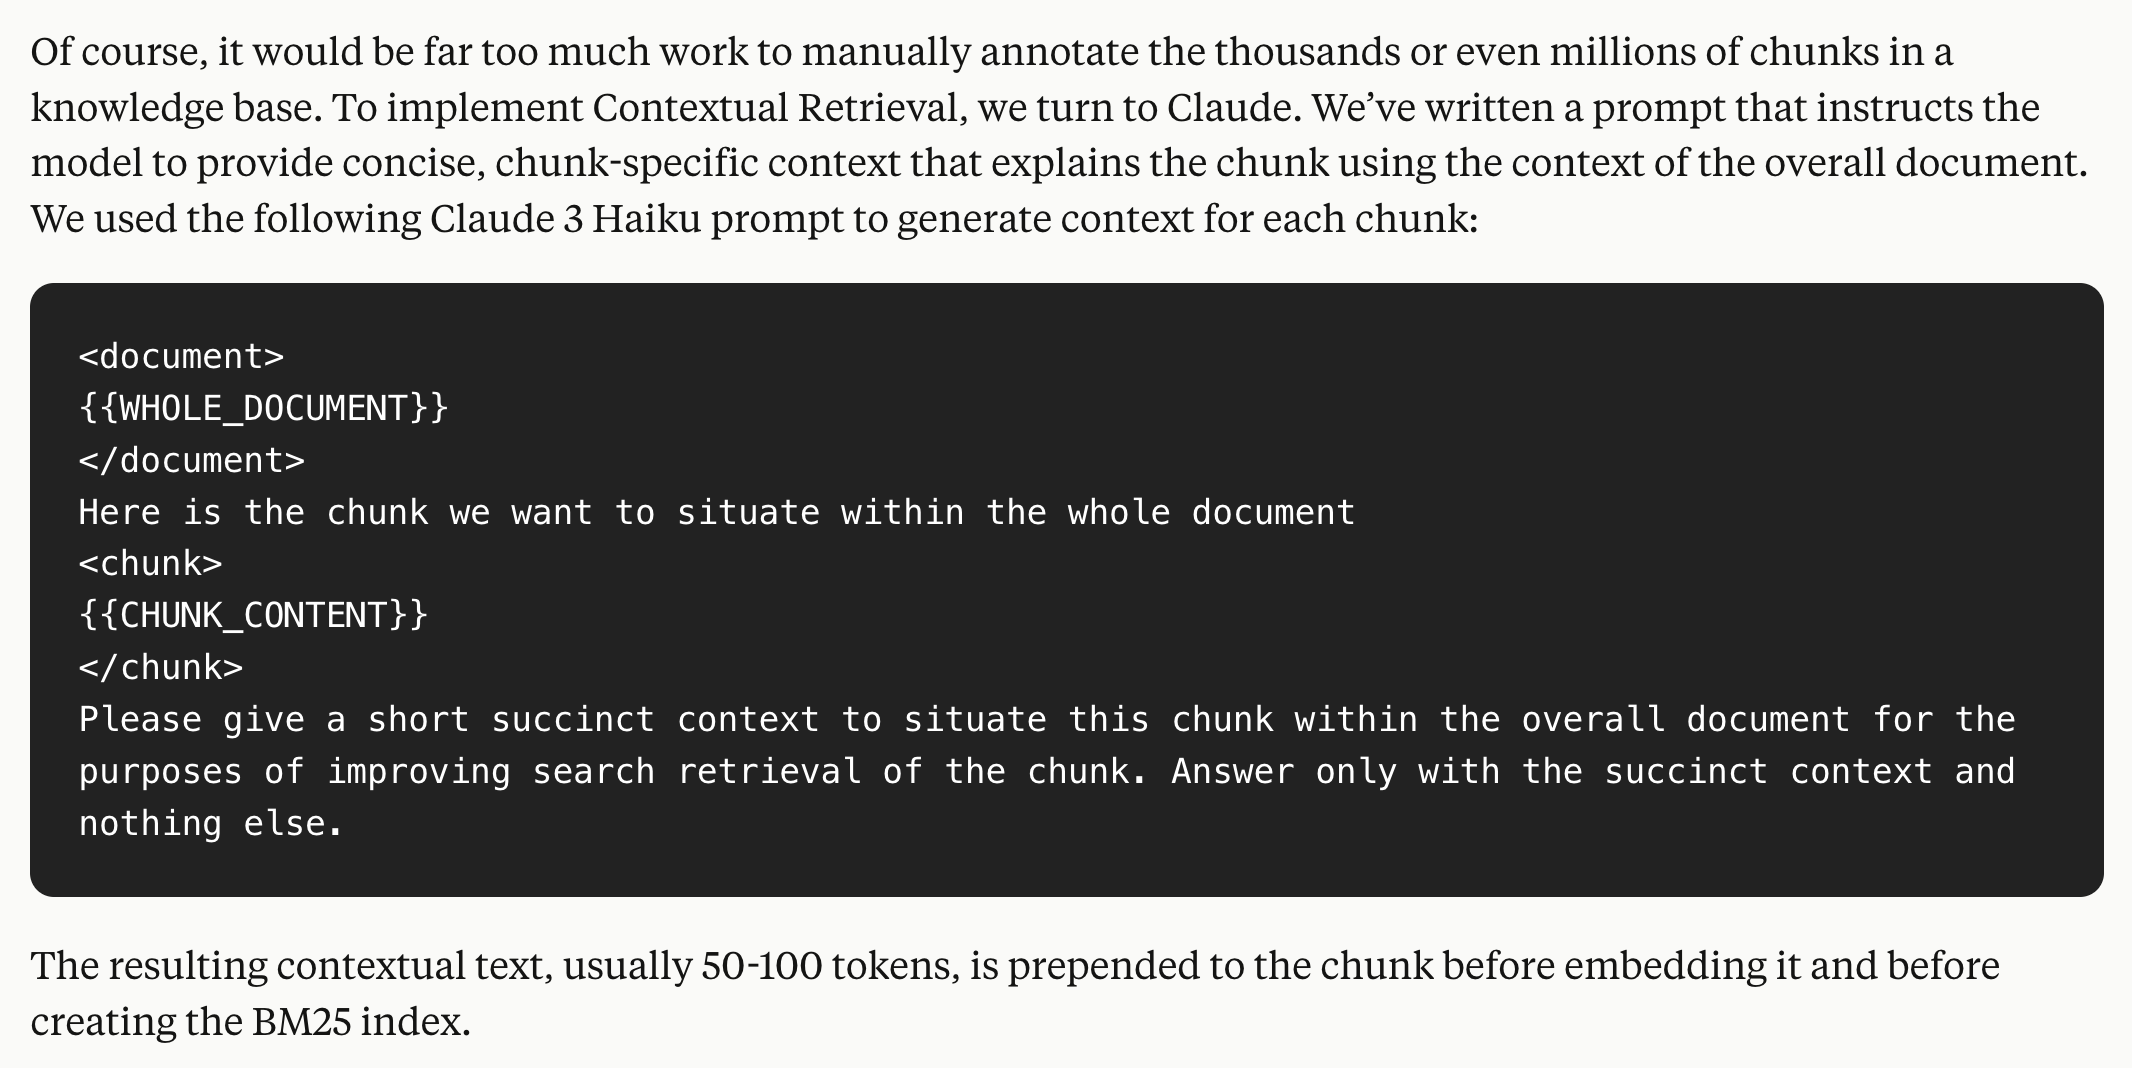 Of course, it would be far too much work to manually annotate the thousands or even millions of chunks in a
knowledge base. To implement Contextual Retrieval, we turn to Claude. We’ve written a prompt that instructs the
model to provide concise, chunk-specific context that explains the chunk using the context of the overall document.
We used the following Claude 3 Haiku prompt to generate context for each chunk:
<document>
{{WHOLE_DOCUMENT}}
</document>
Here is the chunk we want to situate within the whole document
<chunk>
{{CHUNK_CONTENT}}
</chunk>
Please give a short succinct context to situate this chunk within the overall document for the
purposes of improving search retrieval of the chunk. Answer only with the succinct context and
nothing else.
The resulting contextual text, usually 50-100 tokens, is prepended to the chunk before embedding it and before
creating the BM25 index.